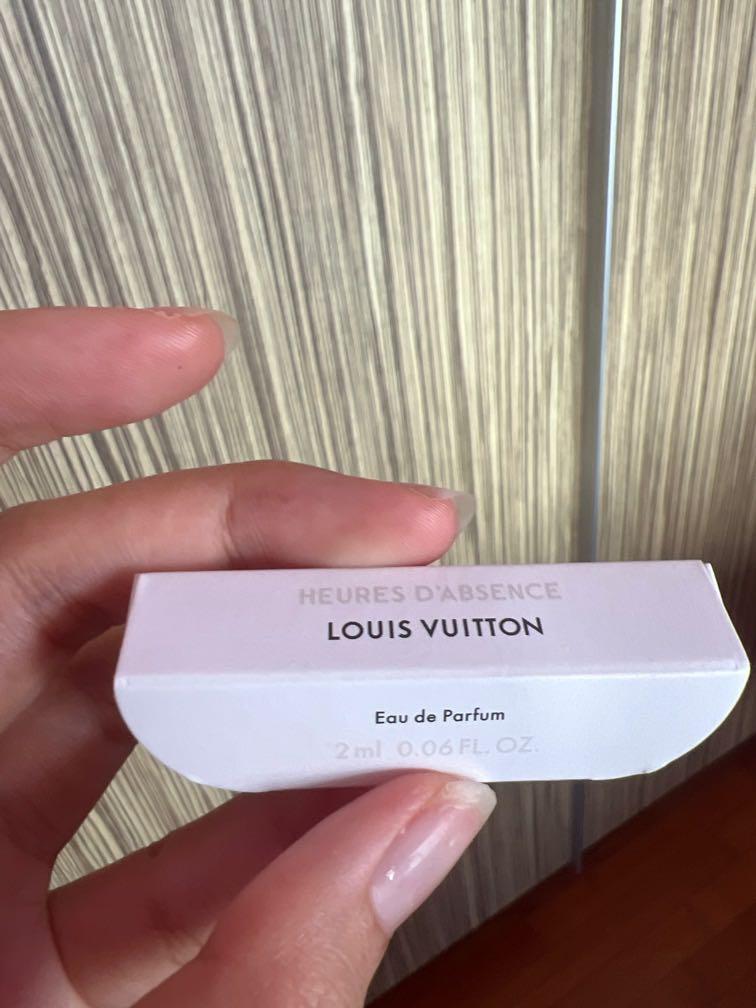 HEURES D'ABSENCE
LOUIS VUITTON
Eau de Parfum
2 ml 0.06 FL. OZ.